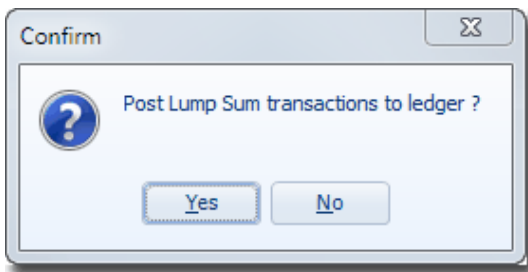 Confirm
Post Lump Sum transactions to ledger ?
Yes
No